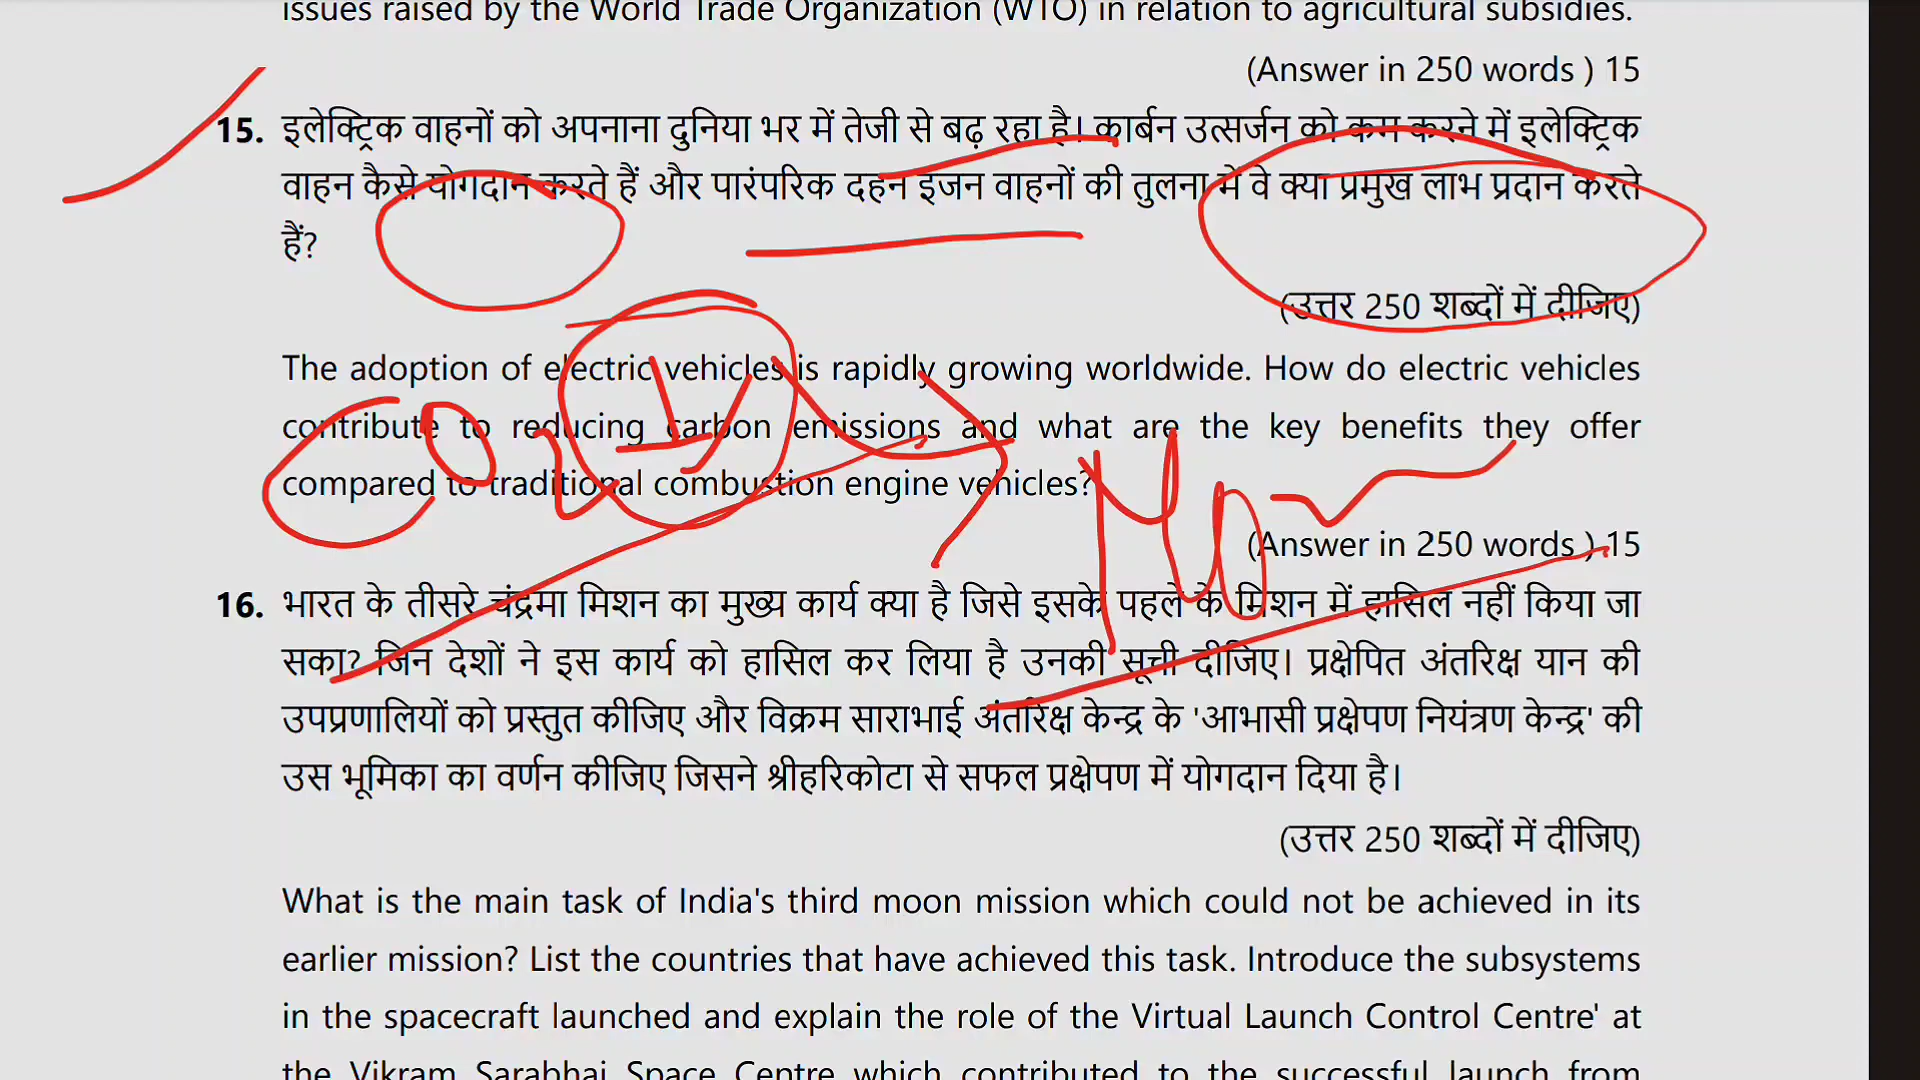 issues raised by the World Trade Organization (WTO) in relation to agricultural subsidies.
(Answer in 250 words ) 15
15. इलेक्ट्रिक वाहनों को अपनाना दुनिया भर में तेजी से बढ़ रहा है। कार्बन उत्सर्जन को कम करने में इलेक्ट्रिक
वाहन कैसे योगदान करते हैं और पारंपरिक दहन इंजन वाहनों की तुलना में वे क्या प्रमुख लाभ प्रदान करते
हैं?
(उत्तर 250 शब्दों में दीजिए)
The adoption of electric vehicles is rapidly growing worldwide. How do electric vehicles
contribute to reducing carbon emissions and what are the key benefits they offer
compared to traditional combustion engine vehicles?
(Answer in 250 words ) 15
16. भारत के तीसरे चंद्रमा मिशन का मुख्य कार्य क्या है जिसे इसके पहले के मिशन में हासिल नहीं किया जा
सका? जिन देशों ने इस कार्य को हासिल कर लिया है उनकी सूची दीजिए। प्रक्षेपित अंतरिक्ष यान की
उपप्रणालियों को प्रस्तुत कीजिए और विक्रम साराभाई अंतरिक्ष केन्द्र के 'आभासी प्रक्षेपण नियंत्रण केन्द्र' की
उस भूमिका का वर्णन कीजिए जिसने श्रीहरिकोटा से सफल प्रक्षेपण में योगदान दिया है।
(उत्तर 250 शब्दों में दीजिए)
What is the main task of India's third moon mission which could not be achieved in its
earlier mission? List the countries that have achieved this task. Introduce the subsystems
in the spacecraft launched and explain the role of the Virtual Launch Control Centre' at
the Vikram Sarabhai Space Centre which contributed to the successful launch from